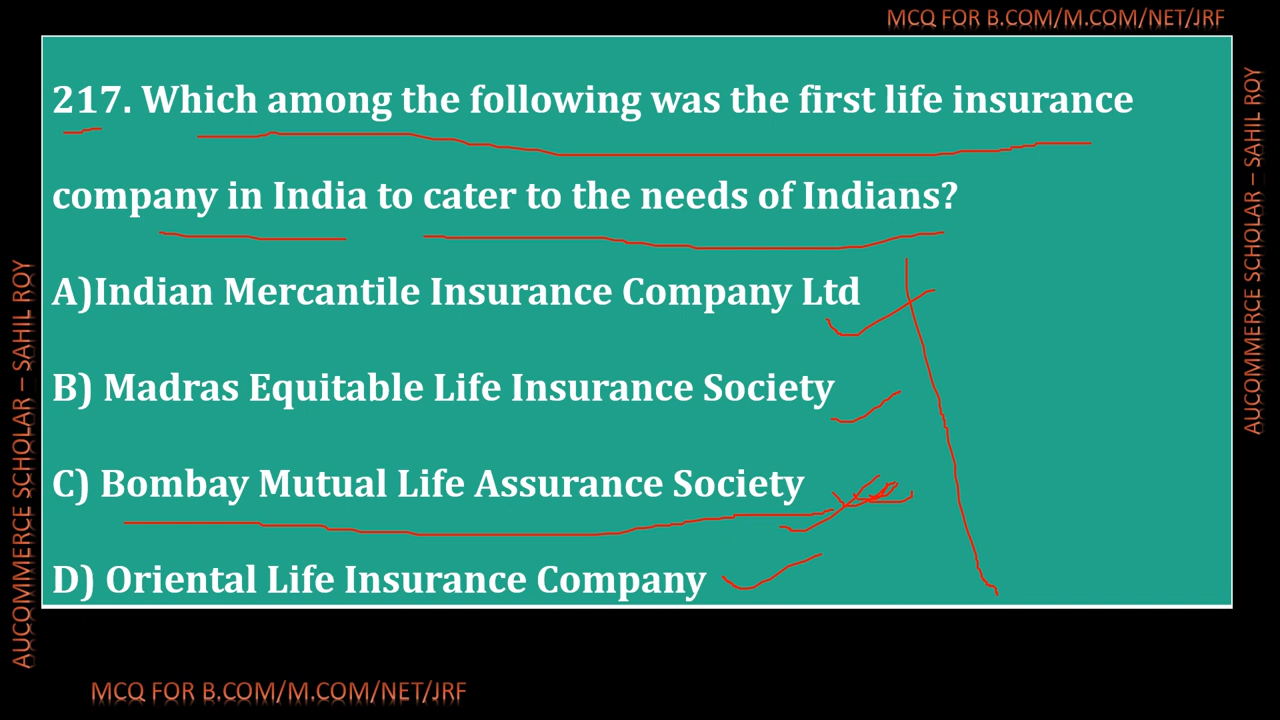 MCQ FOR B.COM/M.COM/NET/JRF
217. Which among the following was the first life insurance
company in India to cater to the needs of Indians?
A)Indian Mercantile Insurance Company Ltd
B) Madras Equitable Life Insurance Society
C) Bombay Mutual Life Assurance Society
D) Oriental Life Insurance Company
AUCOMMERCE SCHOLAR – SAHIL ROY
AUCOMMERCE SCHOLAR – SAHIL ROY
MCQ FOR B.COM/M.COM/NET/JRF